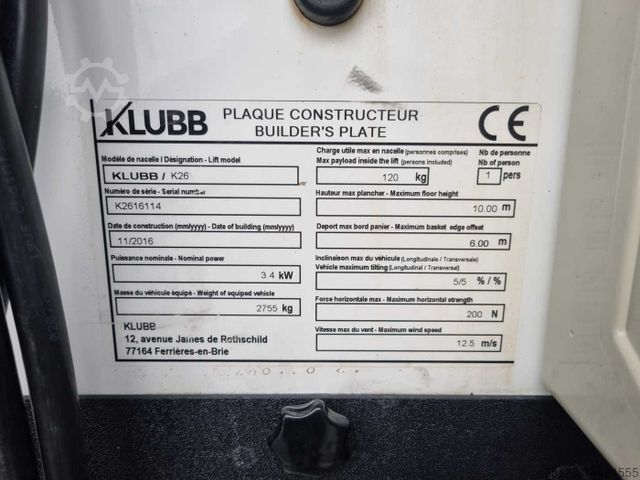 KLUBB
PLAQUE CONSTRUCTEUR
BUILDER'S PLATE
CE
Modèle de nacelle / Désignation - Lift model
KLUBB / K26
Numéro de série - Serial number
K2616114
Date de construction (mm/yyyy) - Date of building (mm/yyyy)
11/2016
Puissance nominale - Nominal power
3.4 kW
Masse du véhicule équipé - Weight of equiped vehicle
2755 kg
KLUBB
12, avenue James de Rothschild
77164 Ferrières-en-Brie
Charge utile max en nacelle (personnes comprises)
Max payload inside the lift (persons included)
120 kg
Nb de personne
Nb of person
1 pers
Hauteur max plancher - Maximum floor height
10.00 m
Deport max bord panier - Maximum basket edge offset
6.00 m
Inclinaison max du véhicule (Longitudinale / Transversale)
Vehicle maximum tilting (Longitudinale / Transversale)
5/5 % / %
Force horizontale max - Maximum horizontal strength
200 N
Vitesse max du vent - Maximum wind speed
12.5 m/s